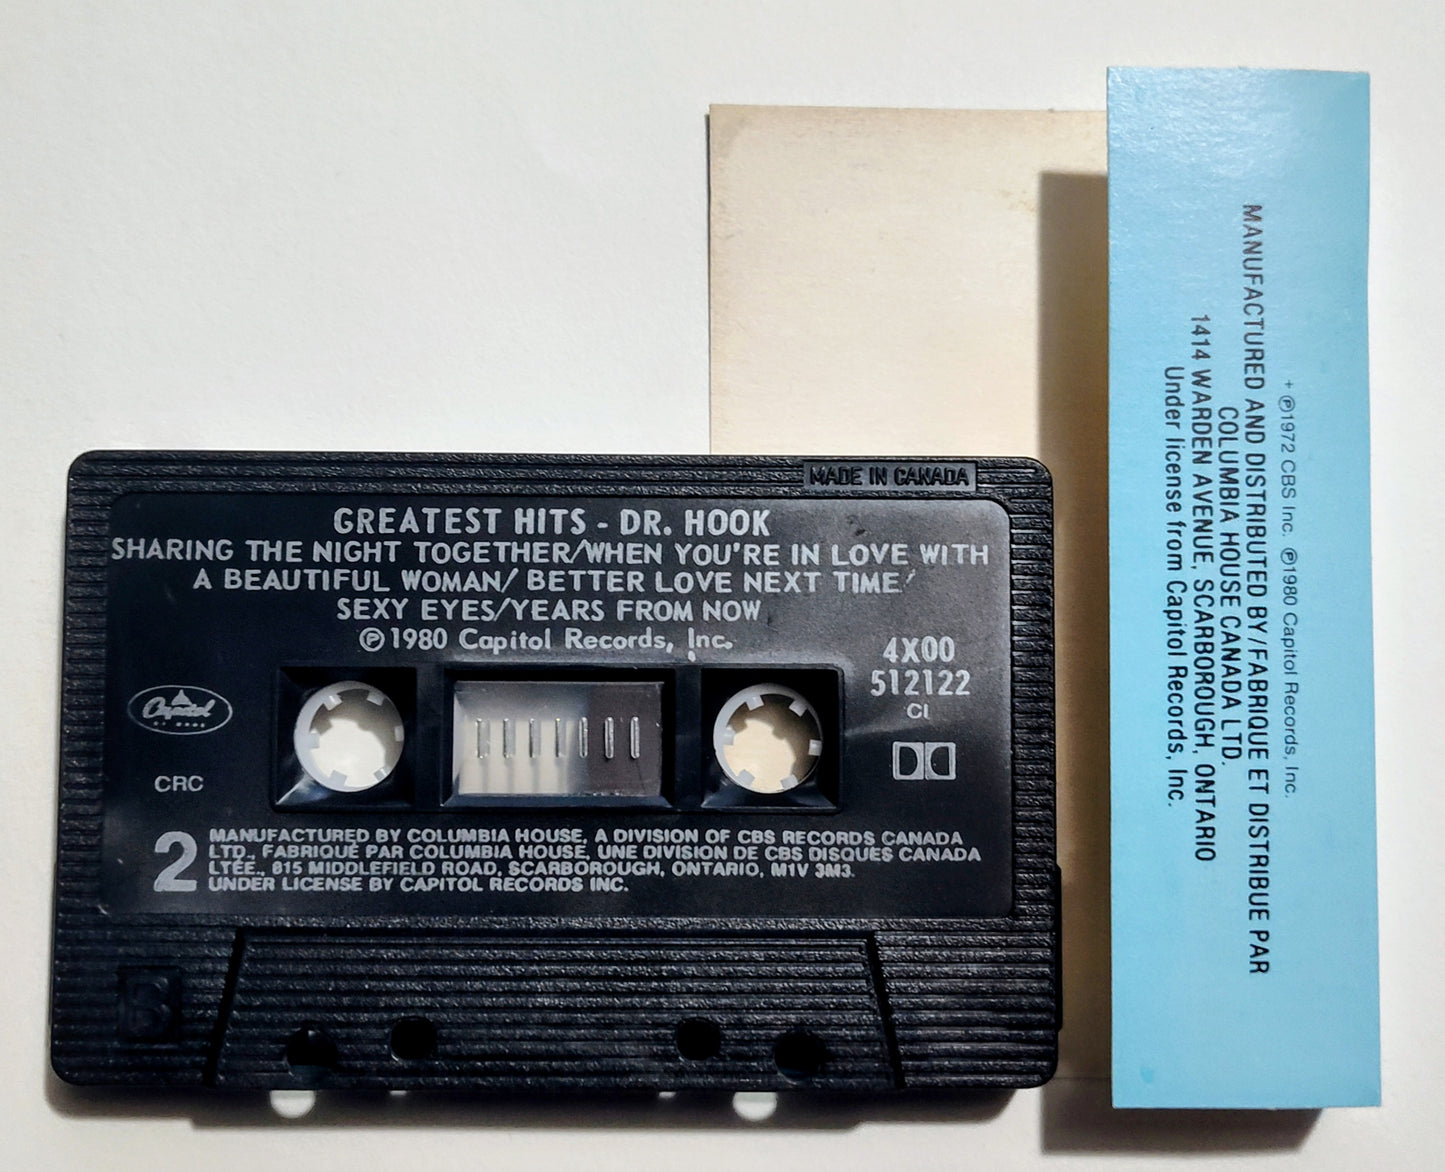 MADE IN CANADA
GREATEST HITS - DR. HOOK
SHARING THE NIGHT TOGETHER/WHEN YOU'RE IN LOVE WITH
A BEAUTIFUL WOMAN/ BETTER LOVE NEXT TIME/
SEXY EYES/YEARS FROM NOW
℗ 1980 Capitol Records, Inc.
4X00
512122
CI
Capitol
CRC
2
MANUFACTURED BY COLUMBIA HOUSE, A DIVISION OF CBS RECORDS CANADA
LTD., FABRIQUÉ PAR COLUMBIA HOUSE, UNE DIVISION DE CBS DISQUES CANADA
LTÉE., 815 MIDDLEFIELD ROAD, SCARBOROUGH, ONTARIO, M1V 3M3.
UNDER LICENSE BY CAPITOL RECORDS INC.
B
+ ℗1972 CBS Inc. ℗1980 Capitol Records, Inc.
MANUFACTURED AND DISTRIBUTED BY/FABRIQUE ET DISTRIBUE PAR
COLUMBIA HOUSE CANADA LTD.
1414 WARDEN AVENUE, SCARBOROUGH, ONTARIO
Under license from Capitol Records, Inc.